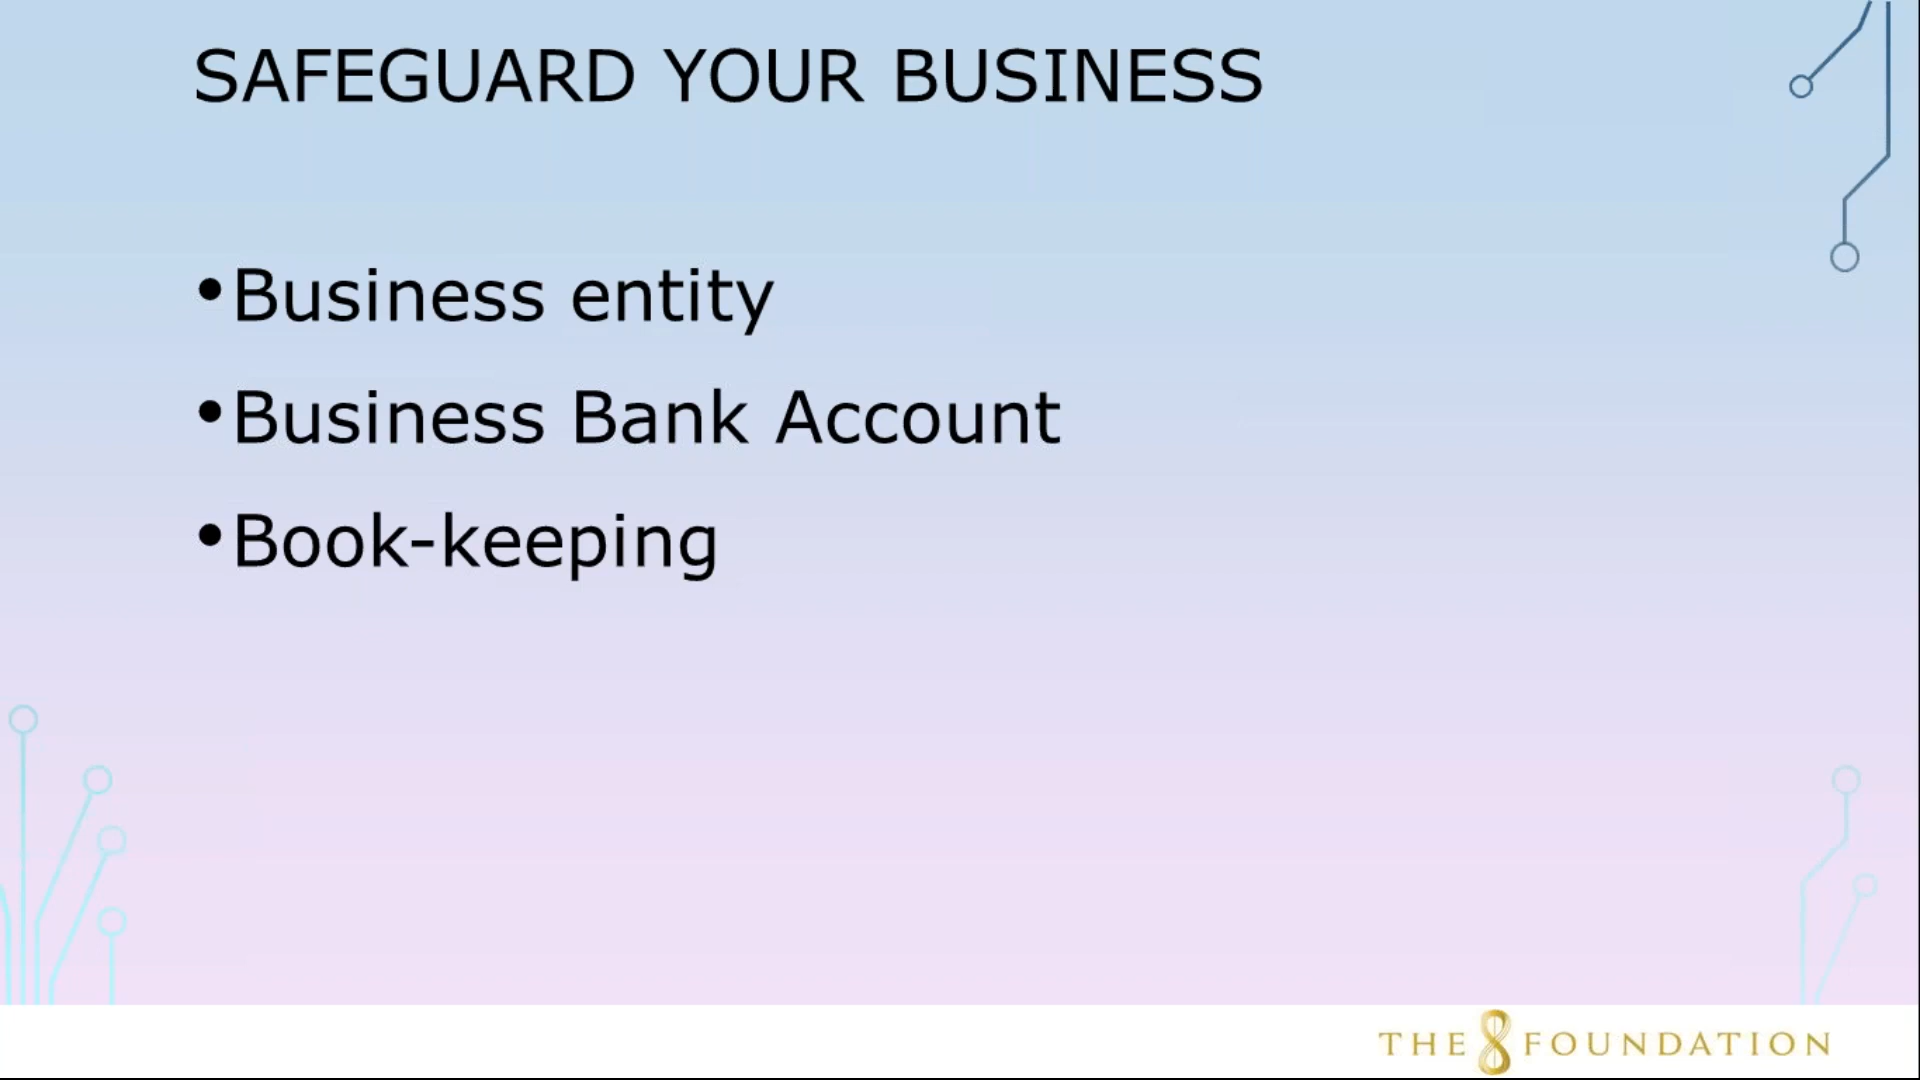 SAFEGUARD YOUR BUSINESS
•Business entity
•Business Bank Account
•Book-keeping
THE 8 FOUNDATION